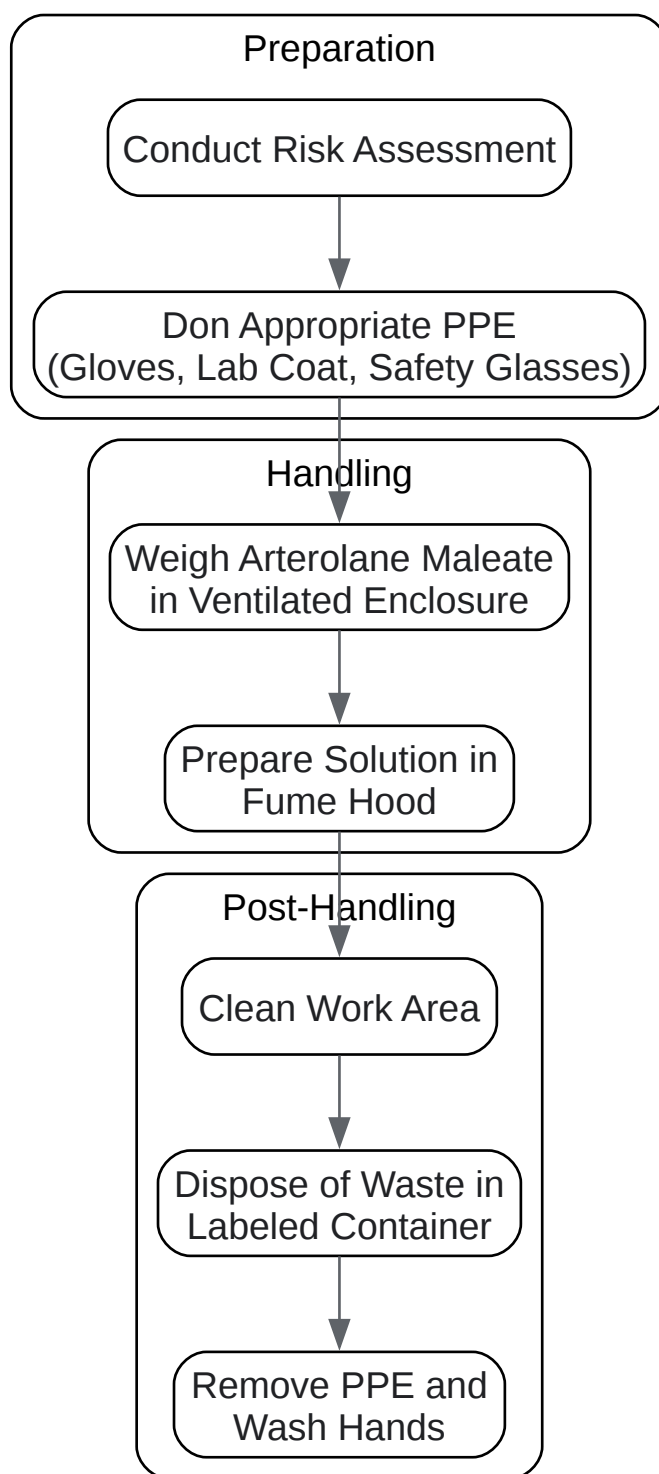 Preparation
Conduct Risk Assessment
Don Appropriate PPE
(Gloves, Lab Coat, Safety Glasses)
Handling
Weigh Arterolane Maleate
in Ventilated Enclosure
Prepare Solution in
Fume Hood
Post-Handling
Clean Work Area
Dispose of Waste in
Labeled Container
Remove PPE and
Wash Hands